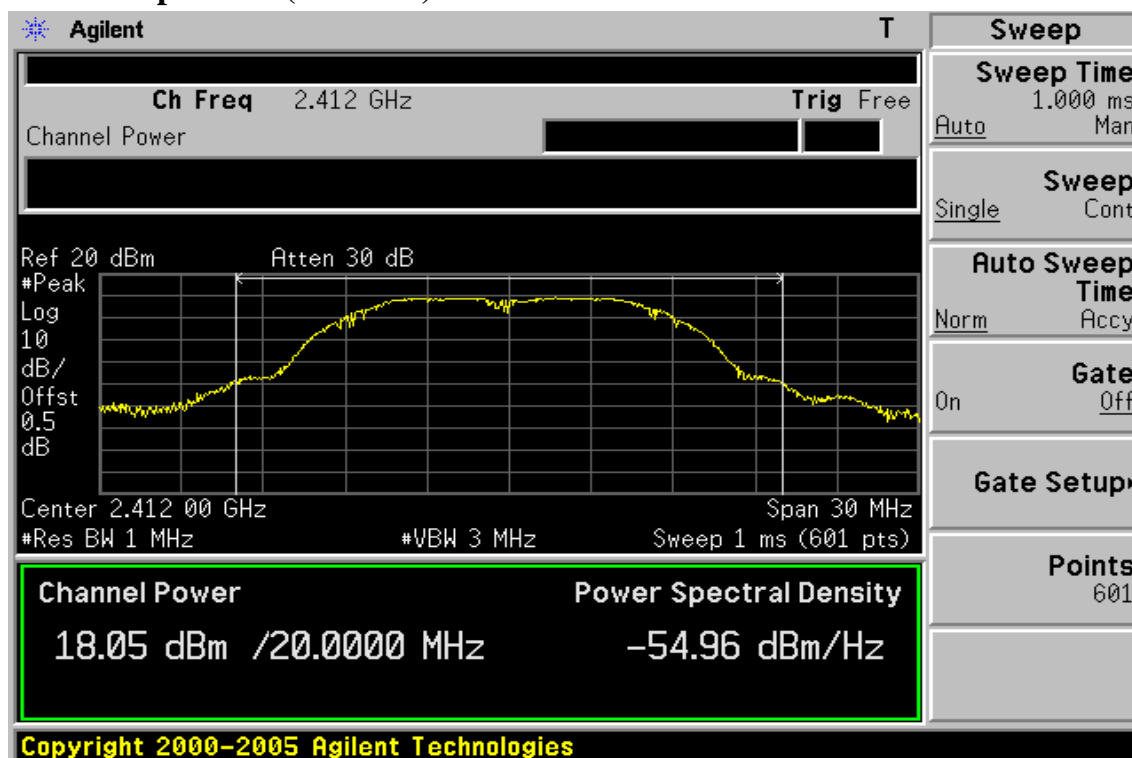 Agilent T
Ch Freq 2.412 GHz Trig Free
Channel Power
Ref 20 dBm Atten 30 dB
#Peak
Log
10
dB/
Offst
0.5
dB
Center 2.412 00 GHz Span 30 MHz
#Res BW 1 MHz #VBW 3 MHz Sweep 1 ms (601 pts)
Channel Power Power Spectral Density
18.05 dBm /20.0000 MHz -54.96 dBm/Hz
Copyright 2000-2005 Agilent Technologies
Sweep
Sweep Time
1.000 ms
Auto Man
Sweep
Single Cont
Auto Sweep
Time
Norm Accy
Gate
On Off
Gate Setup
Points
601